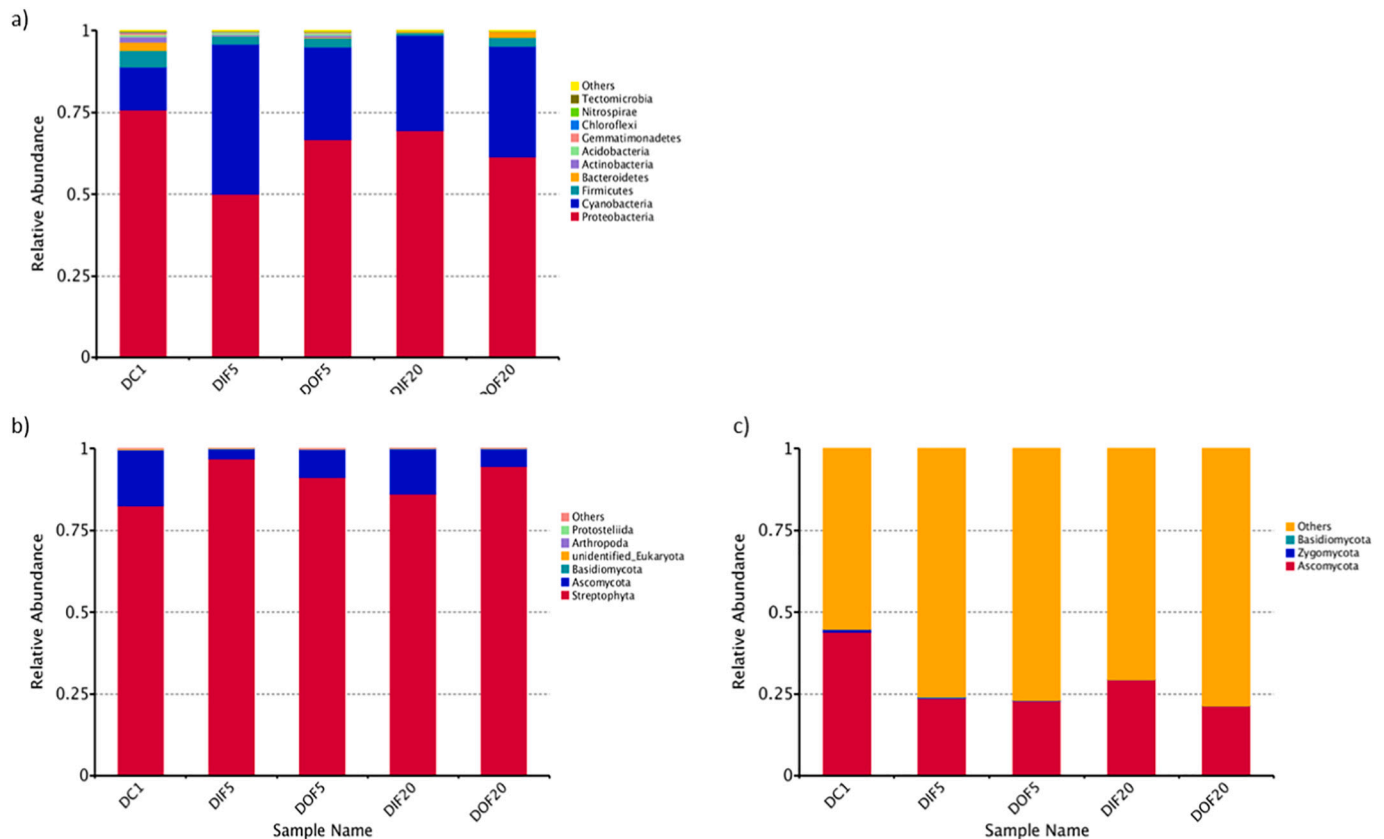 a)
Relative Abundance
1
0.75
0.5
0.25
0
DC1
DIF5
DOF5
DIF20
DOF20
Others
Tectomicrobia
Nitrospirae
Chloroflexi
Gemmatimonadetes
Acidobacteria
Actinobacteria
Bacteroidetes
Firmicutes
Cyanobacteria
Proteobacteria
b)
Relative Abundance
1
0.75
0.5
0.25
0
DC1
DIF5
DOF5
DIF20
DOF20
Sample Name
Others
Protosteliida
Arthropoda
unidentified_Eukaryota
Basidiomycota
Ascomycota
Streptophyta
c)
Relative Abundance
1
0.75
0.5
0.25
0
DC1
DIF5
DOF5
DIF20
DOF20
Sample Name
Others
Basidiomycota
Zygomycota
Ascomycota